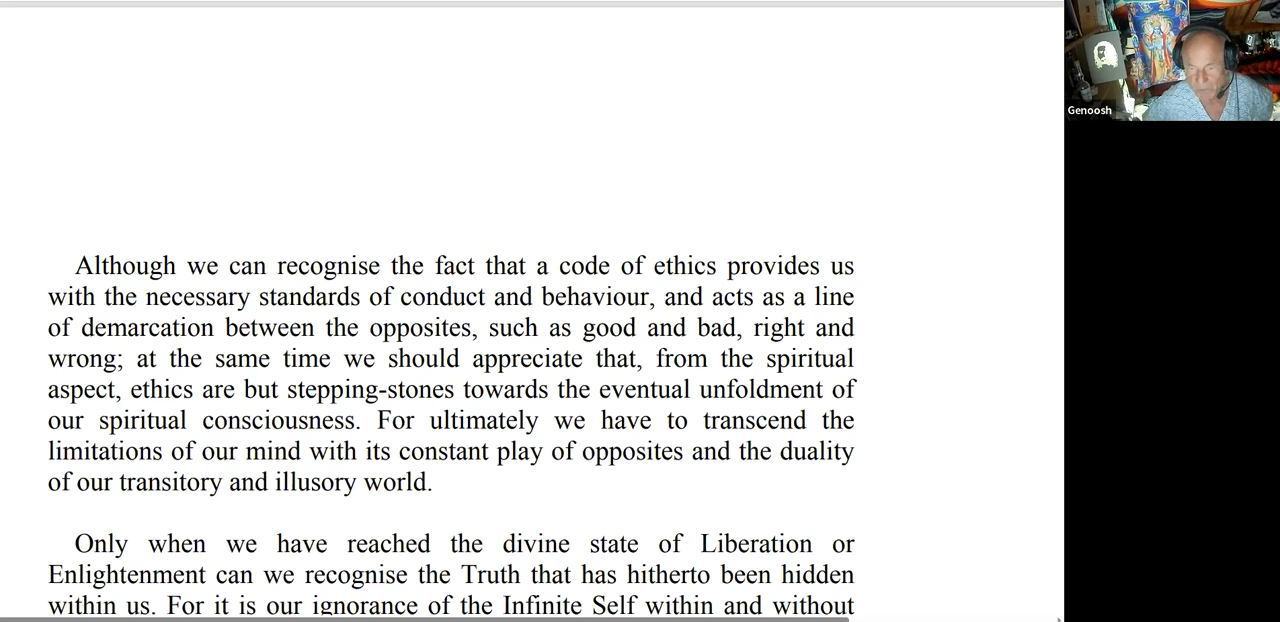 Although we can recognise the fact that a code of ethics provides us
with the necessary standards of conduct and behaviour, and acts as a line
of demarcation between the opposites, such as good and bad, right and
wrong; at the same time we should appreciate that, from the spiritual
aspect, ethics are but stepping-stones towards the eventual unfoldment of
our spiritual consciousness. For ultimately we have to transcend the
limitations of our mind with its constant play of opposites and the duality
of our transitory and illusory world.
Only when we have reached the divine state of Liberation or
Enlightenment can we recognise the Truth that has hitherto been hidden
within us. For it is our ignorance of the Infinite Self within and without
Genoosh